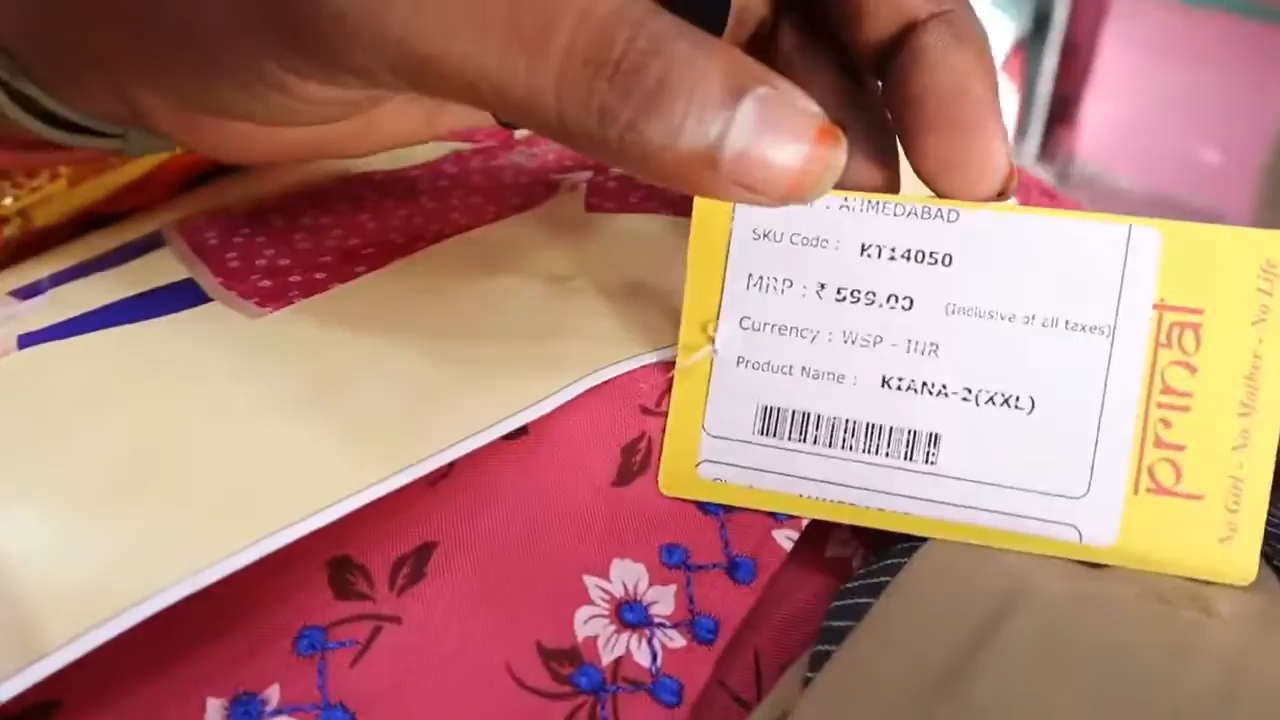 : AHMEDABAD
SKU Code : KT14050
MRP : ₹ 599.00 (Inclusive of all taxes)
Currency : WSP - INR
Product Name : KIANA-2(XXL)
prinal
No Girl - No Mother - No Life